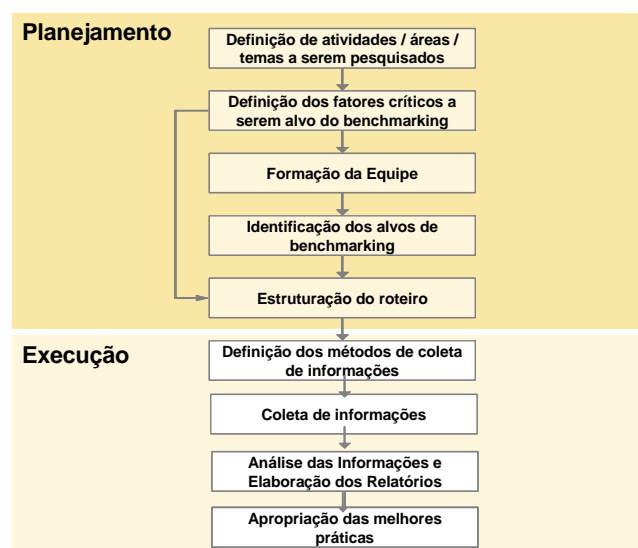 Planejamento
Definição de atividades / áreas /
temas a serem pesquisados
Definição dos fatores críticos a
serem alvo do benchmarking
Formação da Equipe
Identificação dos alvos de
benchmarking
Estruturação do roteiro
Execução
Definição dos métodos de coleta
de informações
Coleta de informações
Análise das Informações e
Elaboração dos Relatórios
Apropriação das melhores
práticas